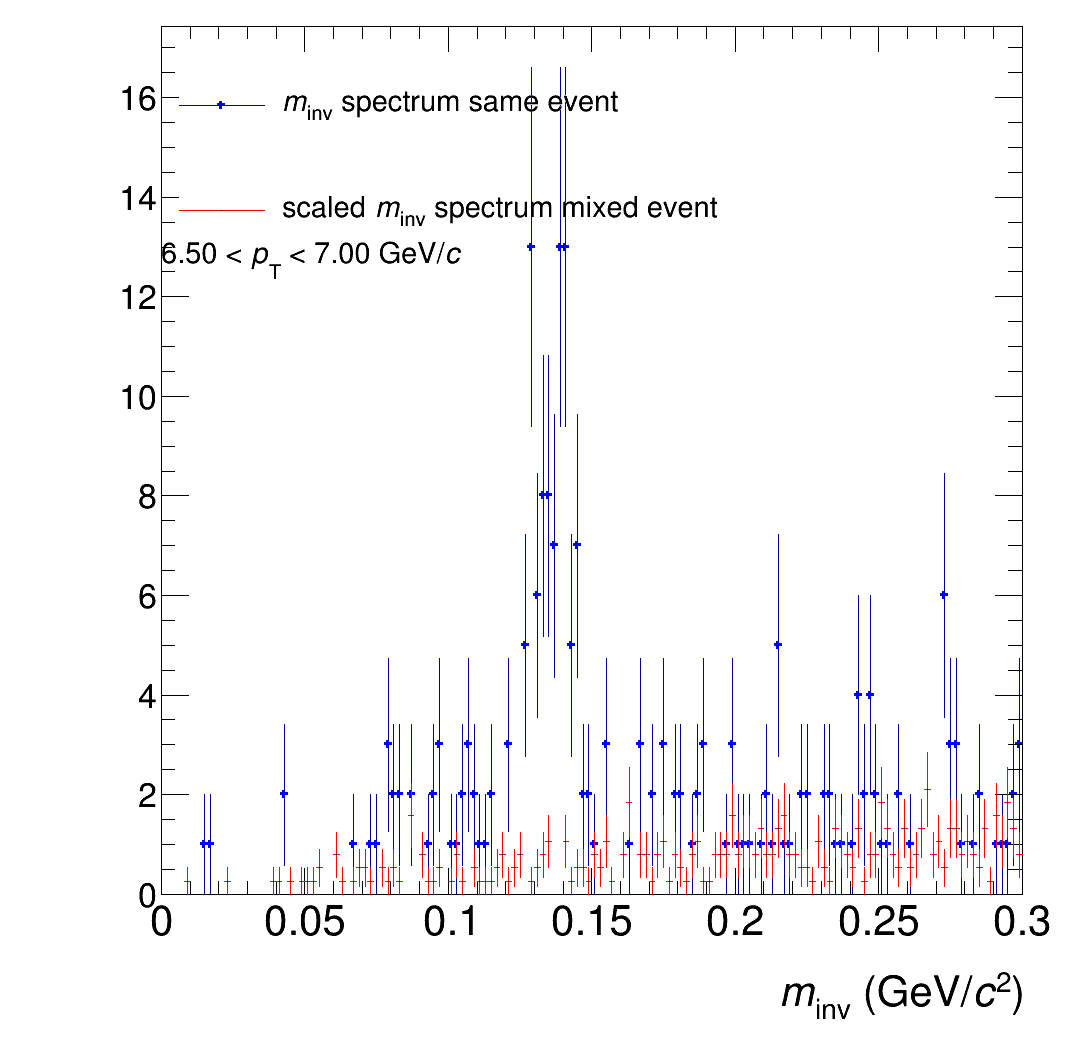 16
m_inv spectrum same event
14
scaled m_inv spectrum mixed event
6.50 < p_T < 7.00 GeV/c
12
10
8
6
4
2
0
0 0.05 0.1 0.15 0.2 0.25 0.3
m_inv (GeV/c²)